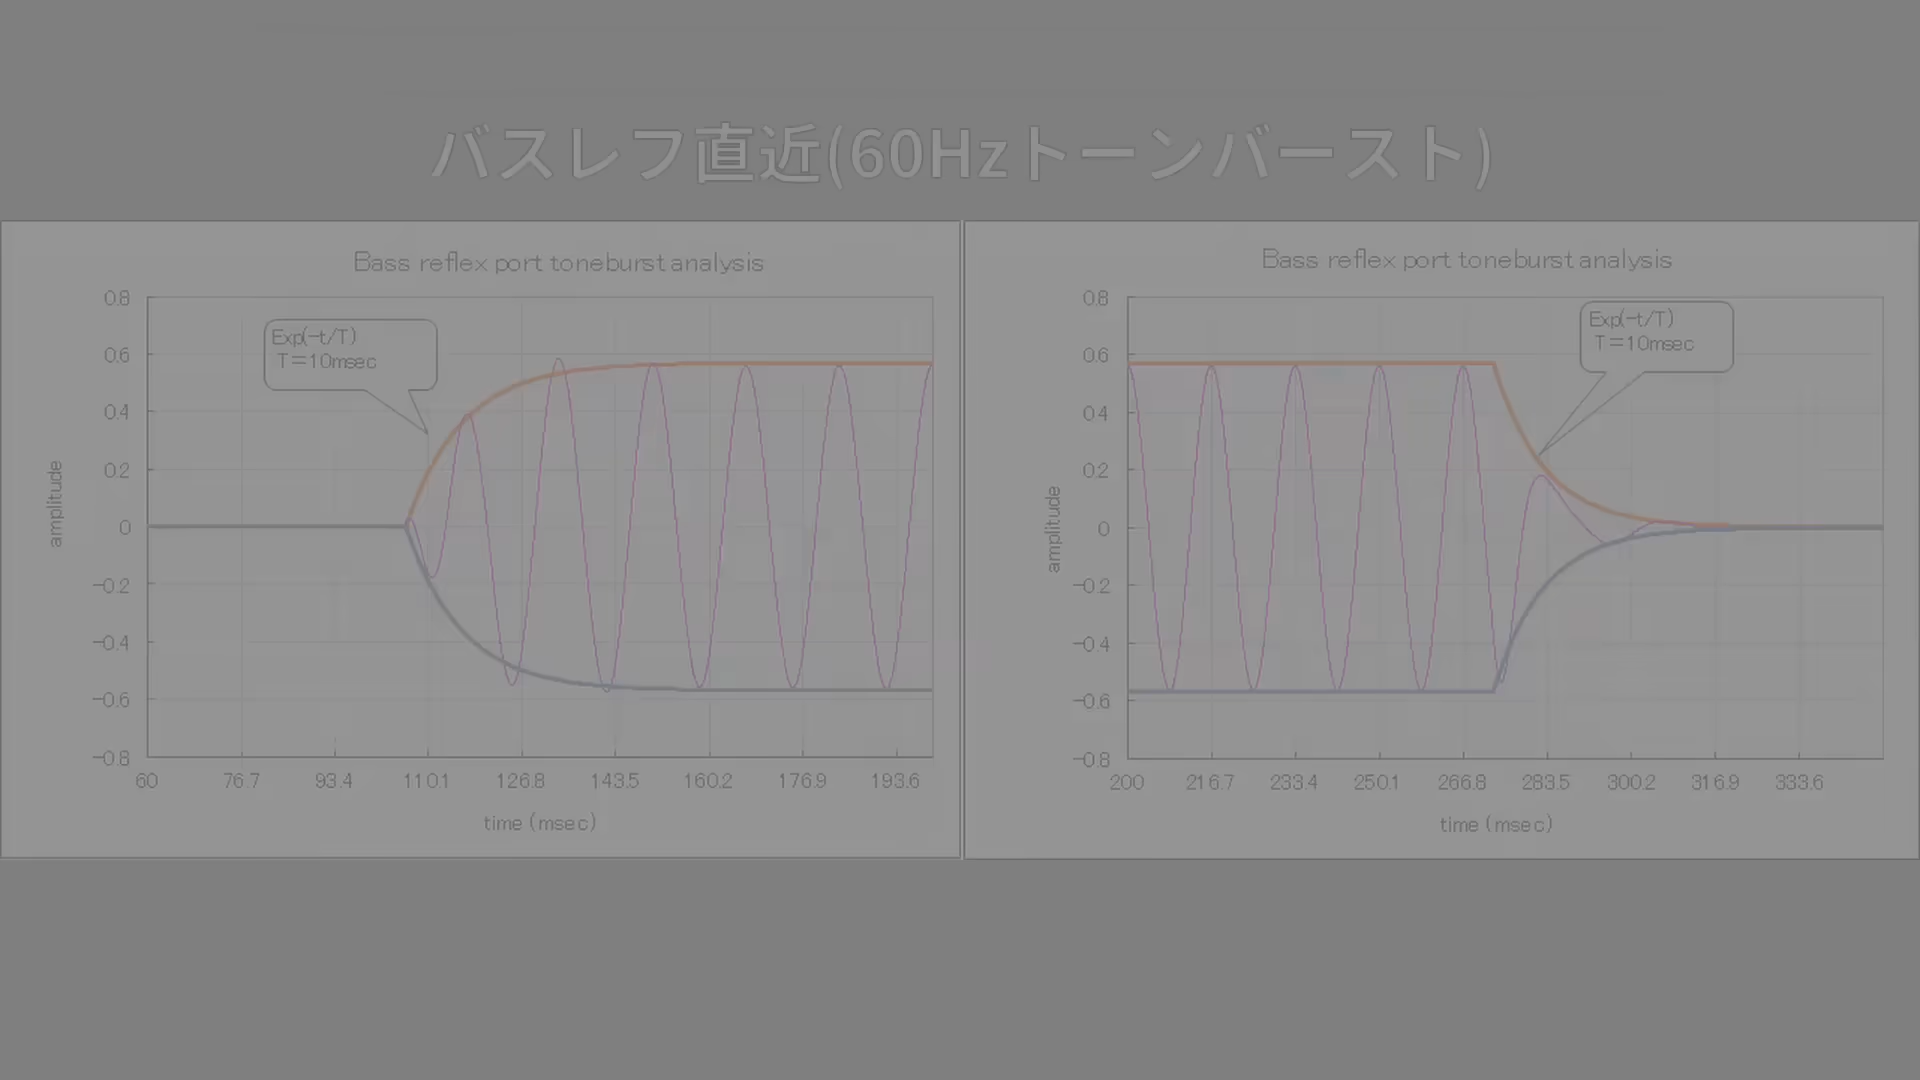 バスレフ直近(60Hzトーンバースト)
Bass reflex port toneburst analysis
Exp(-t/T)
T=10msec
0.8
0.6
0.4
0.2
0
-0.2
-0.4
-0.6
-0.8
amplitude
60 76.7 93.4 110.1 126.8 143.5 160.2 176.9 193.6
time (msec)
Bass reflex port toneburst analysis
Exp(-t/T)
T=10msec
0.8
0.6
0.4
0.2
0
-0.2
-0.4
-0.6
-0.8
amplitude
200 216.7 233.4 250.1 266.8 283.5 300.2 316.9 333.6
time (msec)